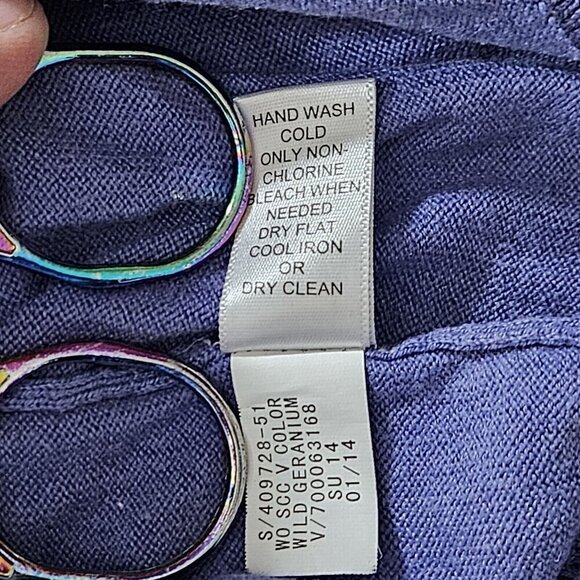 HAND WASH
COLD
ONLY NON-
CHLORINE
BLEACH WHEN
NEEDED
DRY FLAT
COOL IRON
OR
DRY CLEAN
S/409728-51
WO SCC V COLOR
WILD GERANIUM
V/700063168
SU 14
01/14